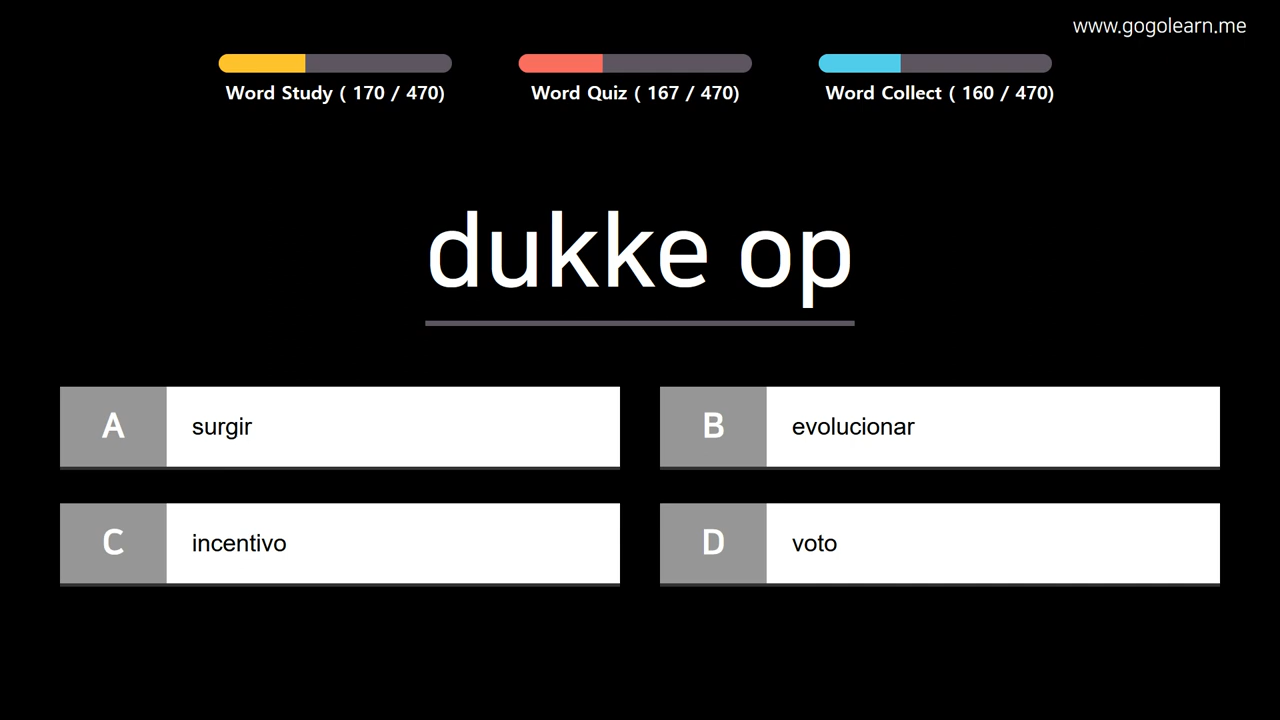 www.gogolearn.me
Word Study ( 170 / 470)
Word Quiz ( 167 / 470)
Word Collect ( 160 / 470)
dukke op
A surgir
B evolucionar
C incentivo
D voto